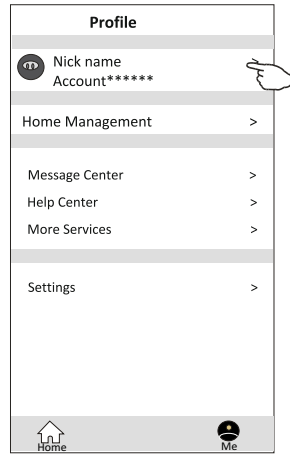 Profile
Nick name
Account******
Home Management >
Message Center >
Help Center >
More Services >
Settings >
Home Me